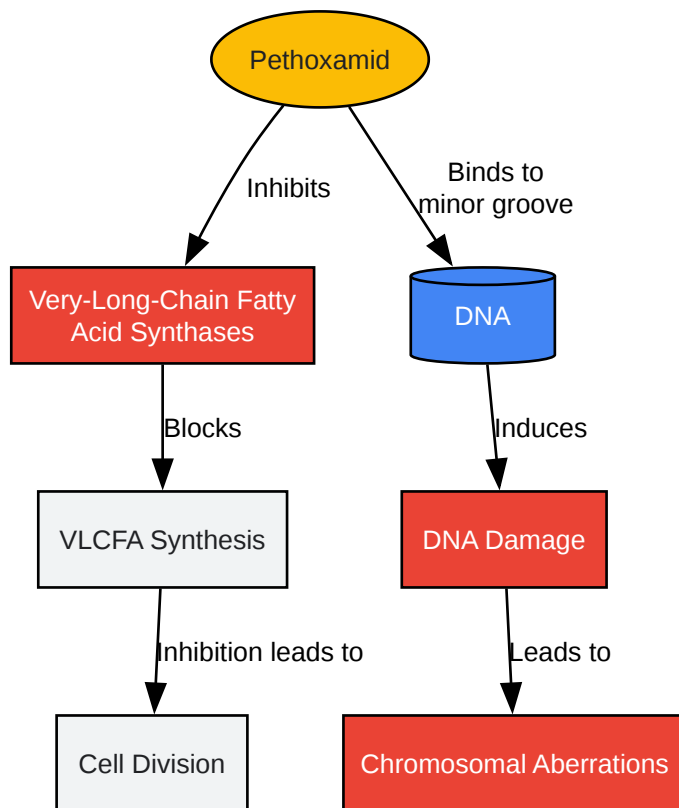 Pethoxamid
Inhibits
Binds to
minor groove
Very-Long-Chain Fatty
Acid Synthases
DNA
Blocks
Induces
VLCFA Synthesis
DNA Damage
Inhibition leads to
Leads to
Cell Division
Chromosomal Aberrations